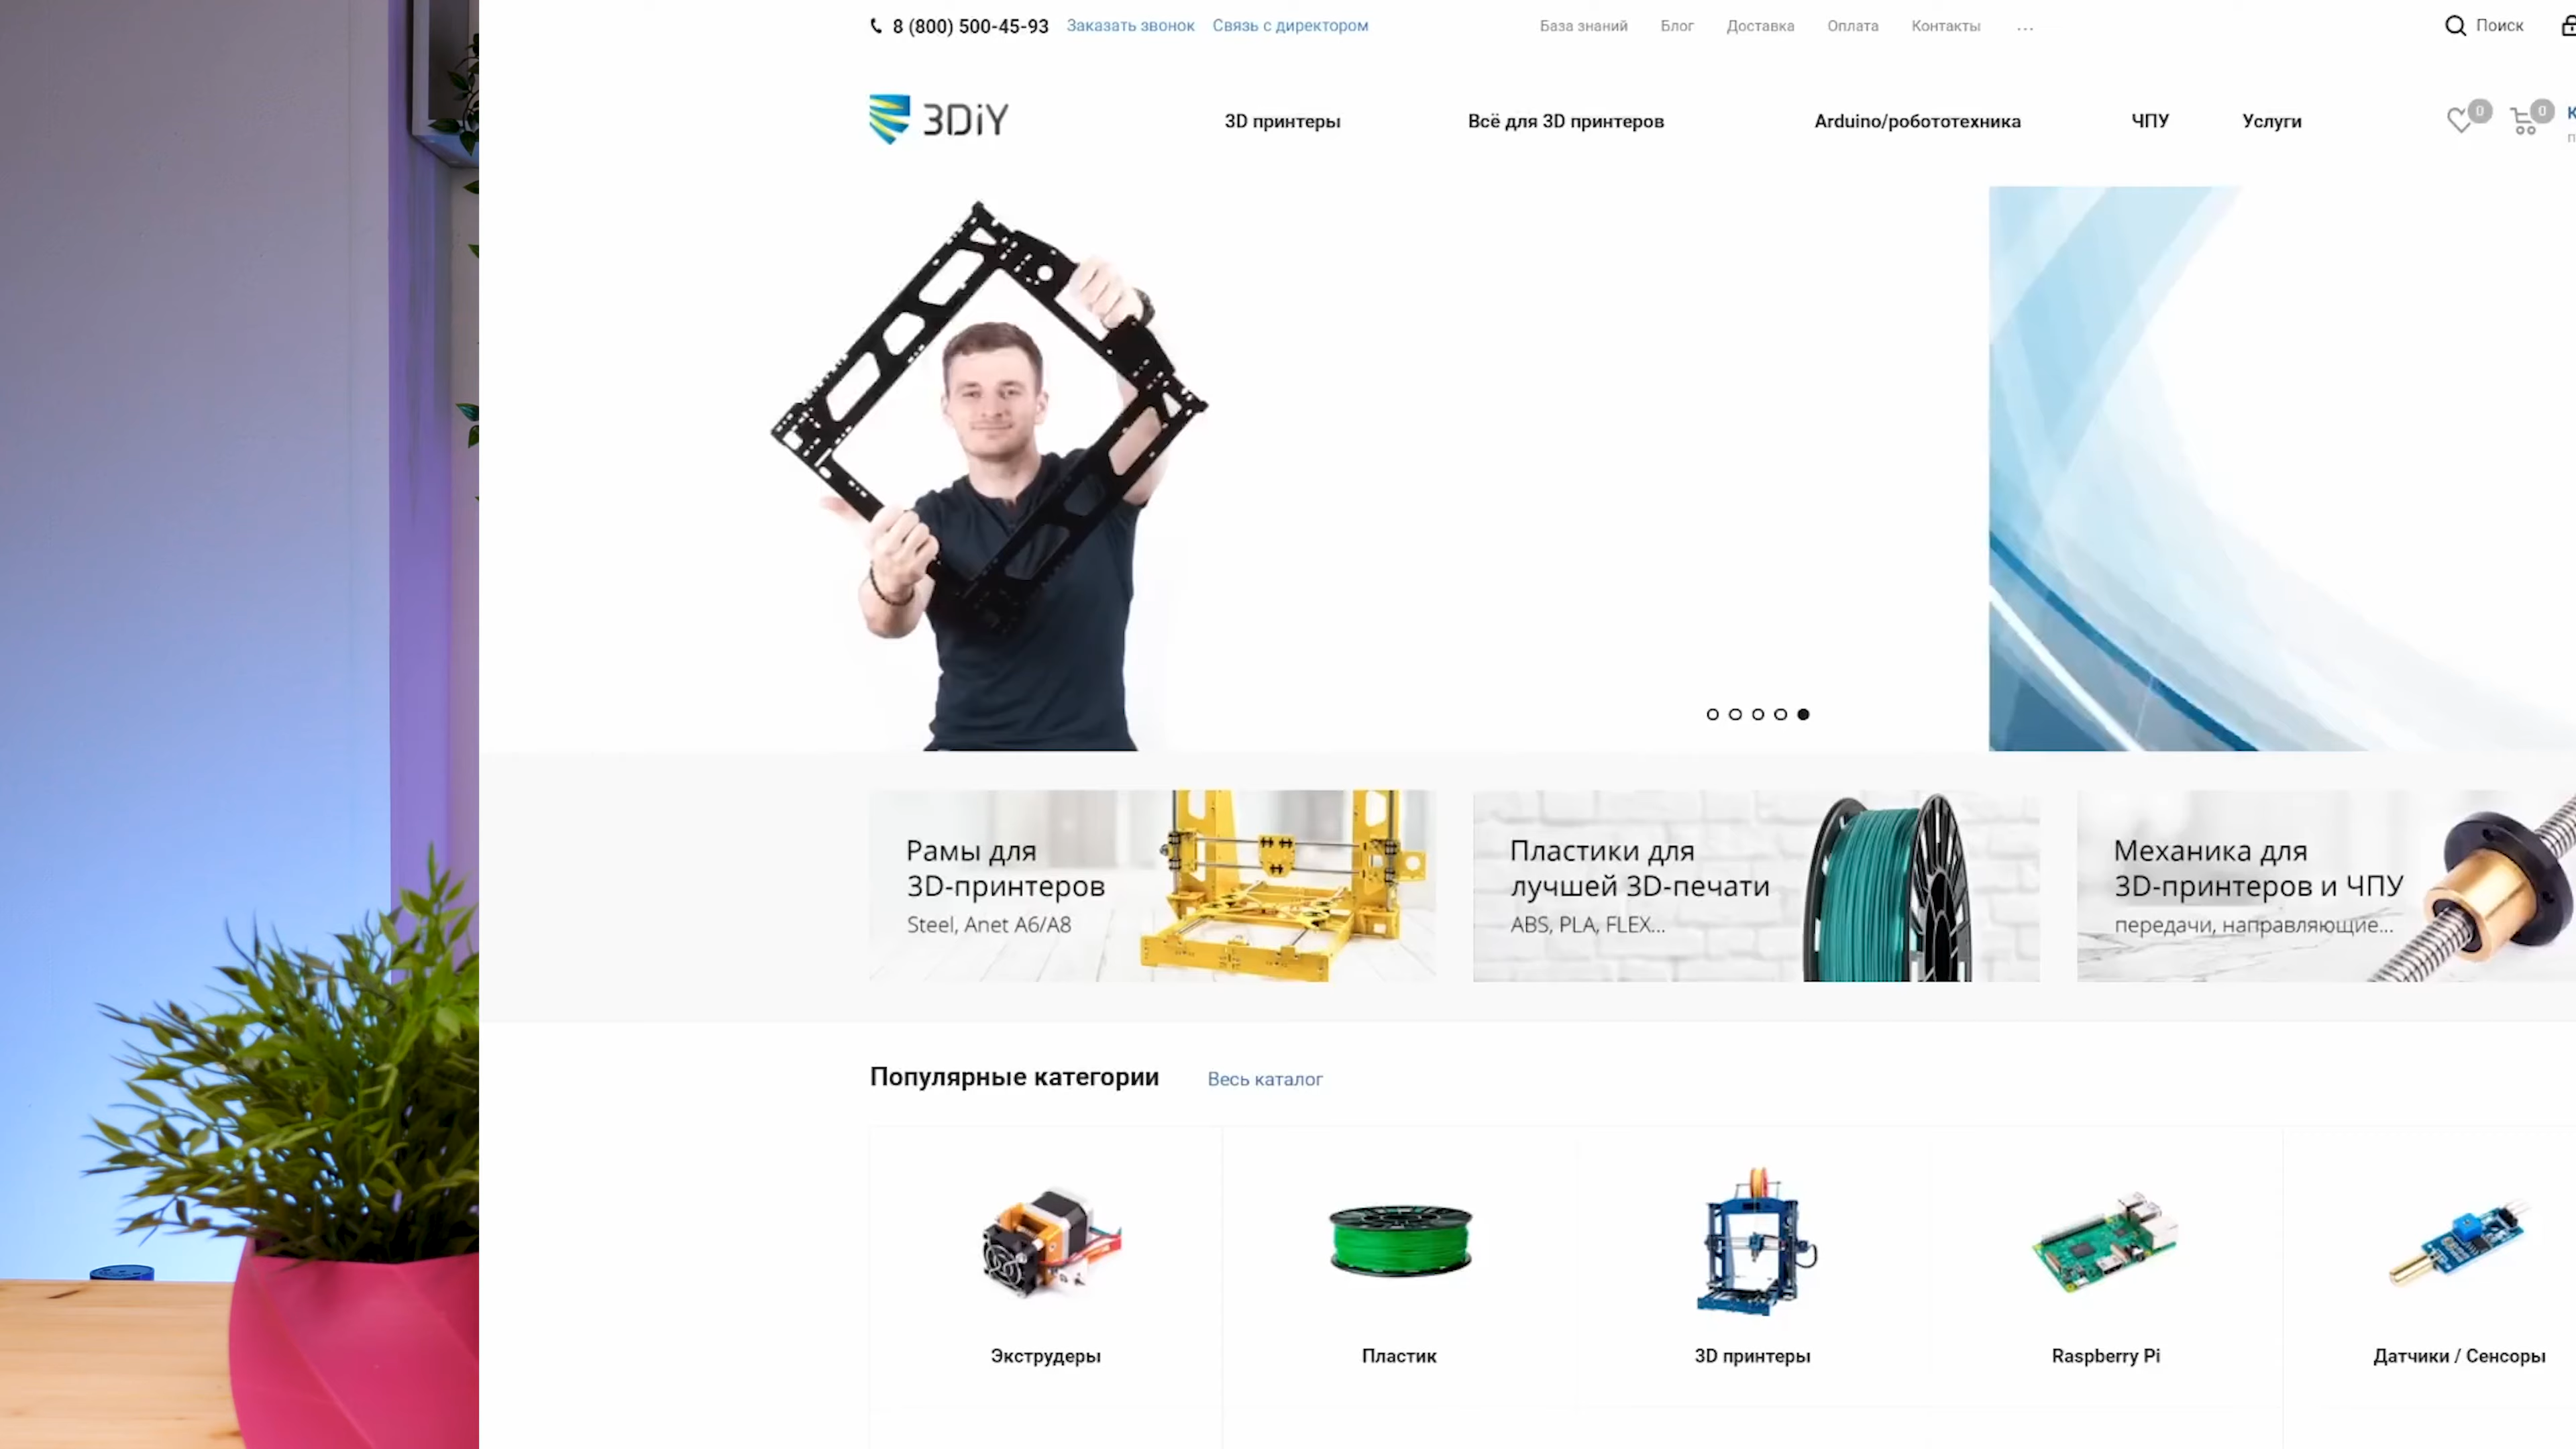 8 (800) 500-45-93 Заказать звонок Связь с директором База знаний Блог Доставка Оплата Контакты ... Поиск
3DiY 3D принтеры Всё для 3D принтеров Arduino/робототехника ЧПУ Услуги 0 0
Рамы для
3D-принтеров
Steel, Anet A6/A8
Пластики для
лучшей 3D-печати
ABS, PLA, FLEX...
Механика для
3D-принтеров и ЧПУ
передачи, направляющие...
Популярные категории Весь каталог
Экструдеры Пластик 3D принтеры Raspberry Pi Датчики / Сенсоры